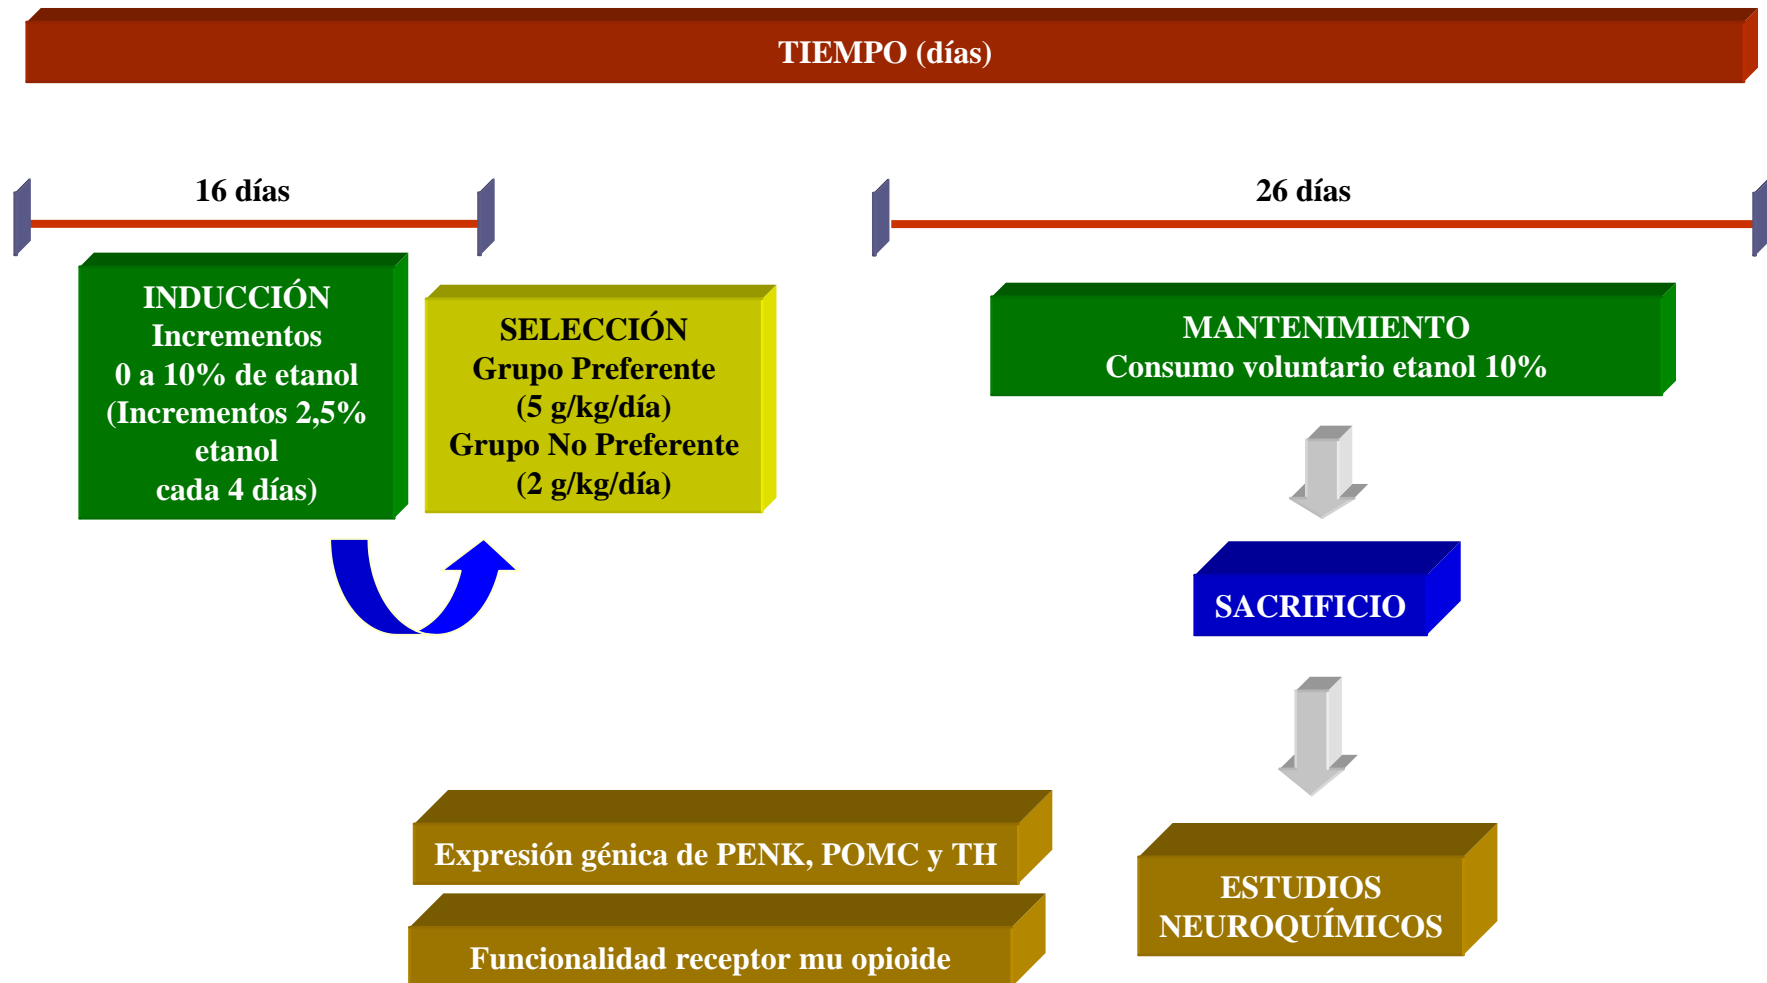 TIEMPO (días)
16 días
26 días
INDUCCIÓN
Incrementos
0 a 10% de etanol
(Incrementos 2,5%
etanol
cada 4 días)
SELECCIÓN
Grupo Preferente
(5 g/kg/día)
Grupo No Preferente
(2 g/kg/día)
MANTENIMIENTO
Consumo voluntario etanol 10%
SACRIFICIO
Expresión génica de PENK, POMC y TH
Funcionalidad receptor mu opioide
ESTUDIOS
NEUROQUÍMICOS